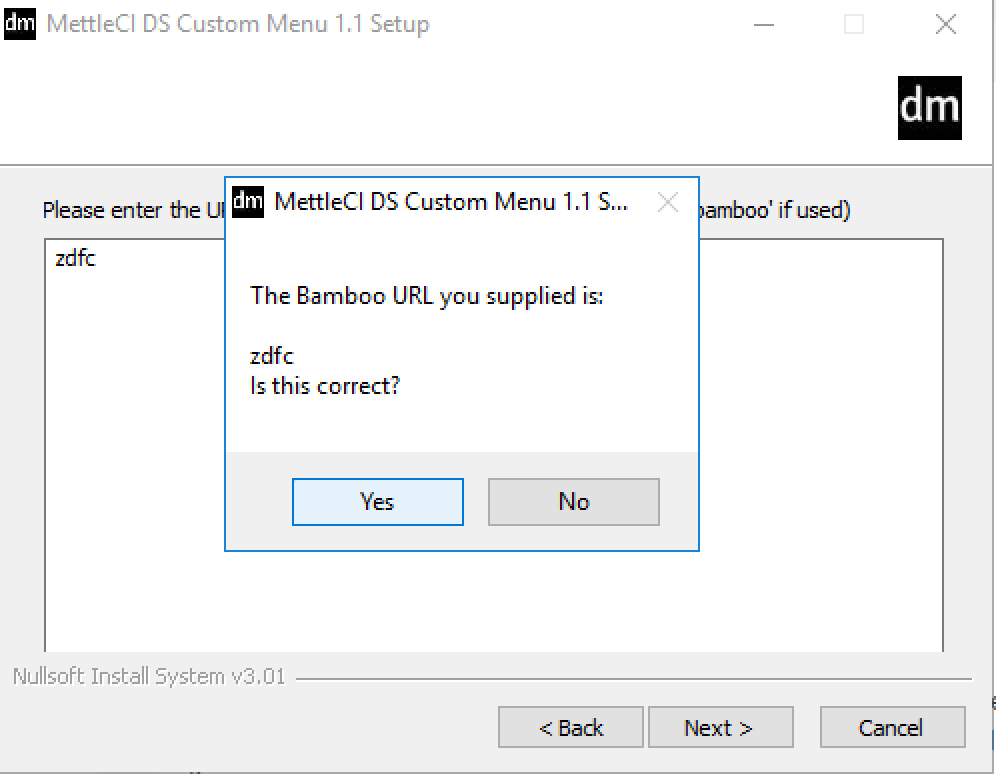 dm MettleCI DS Custom Menu 1.1 Setup
dm
Please enter the
bamboo' if used)
zdfc
dm MettleCI DS Custom Menu 1.1 S...
The Bamboo URL you supplied is:
zdfc
Is this correct?
Yes No
Nullsoft Install System v3.01
< Back Next > Cancel